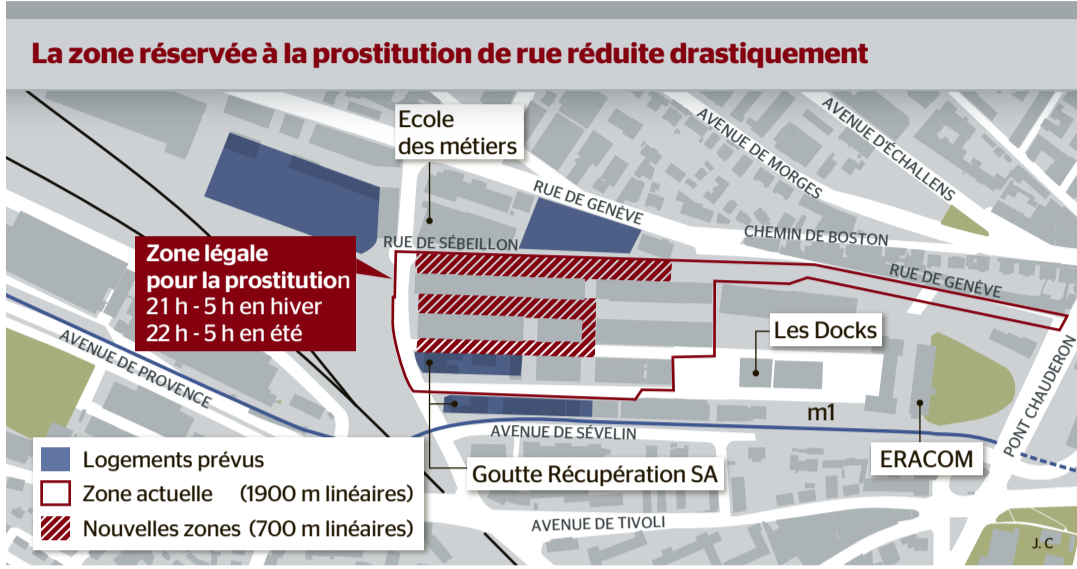 La zone réservée à la prostitution de rue réduite drastiquement
Ecole
des métiers
AVENUE D'ÉCHALLENS
AVENUE DE MORGES
RUE DE GENÈVE
CHEMIN DE BOSTON
RUE DE SÉBEILLON
RUE DE GENÈVE
Zone légale
pour la prostitution
21 h - 5 h en hiver
22 h - 5 h en été
Les Docks
AVENUE DE PROVENCE
PONT CHAUDERON
m1
AVENUE DE SÉVELIN
ERACOM
Goutte Récupération SA
Logements prévus
Zone actuelle (1900 m linéaires)
Nouvelles zones (700 m linéaires)
AVENUE DE TIVOLI
J. C